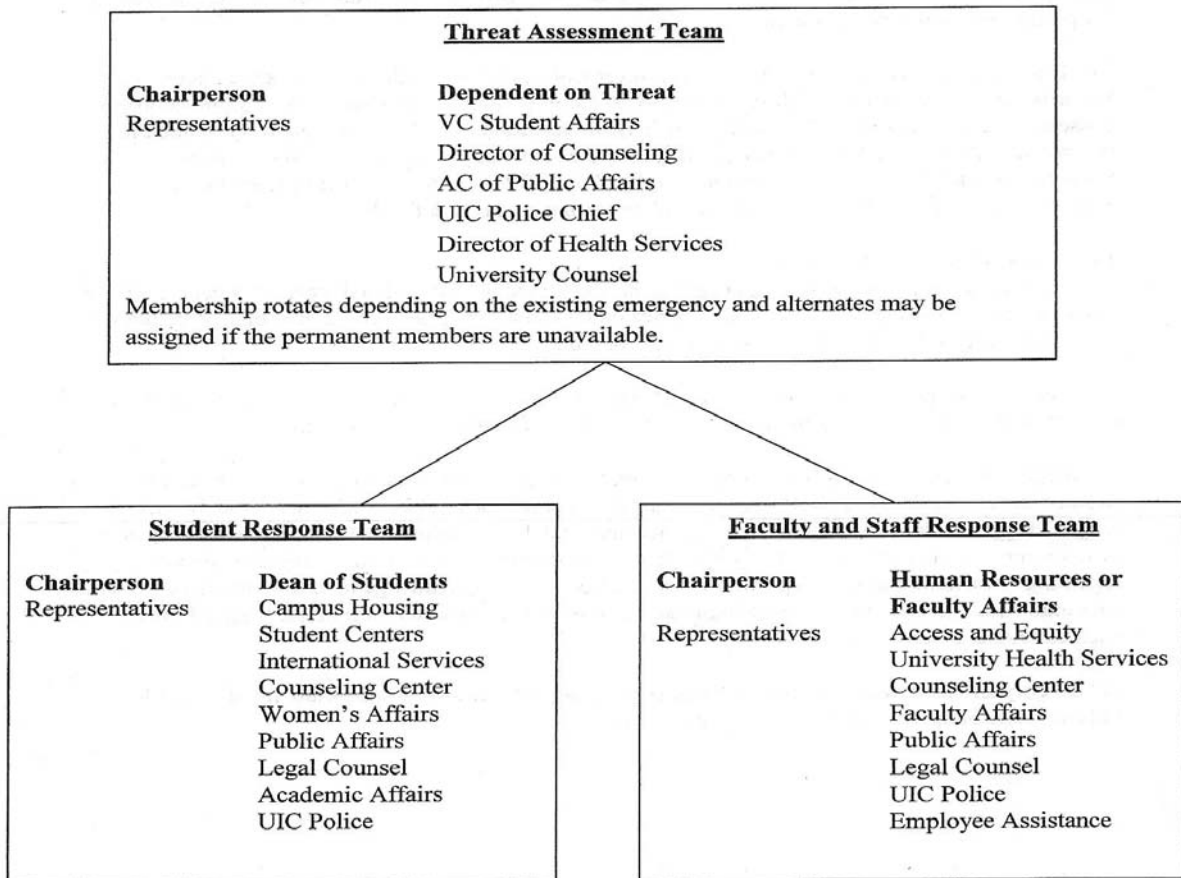 Threat Assessment Team
Chairperson Dependent on Threat
Representatives VC Student Affairs
Director of Counseling
AC of Public Affairs
UIC Police Chief
Director of Health Services
University Counsel
Membership rotates depending on the existing emergency and alternates may be
assigned if the permanent members are unavailable.
Student Response Team
Chairperson Dean of Students
Representatives Campus Housing
Student Centers
International Services
Counseling Center
Women's Affairs
Public Affairs
Legal Counsel
Academic Affairs
UIC Police
Faculty and Staff Response Team
Chairperson Human Resources or
Faculty Affairs
Representatives Access and Equity
University Health Services
Counseling Center
Faculty Affairs
Public Affairs
Legal Counsel
UIC Police
Employee Assistance